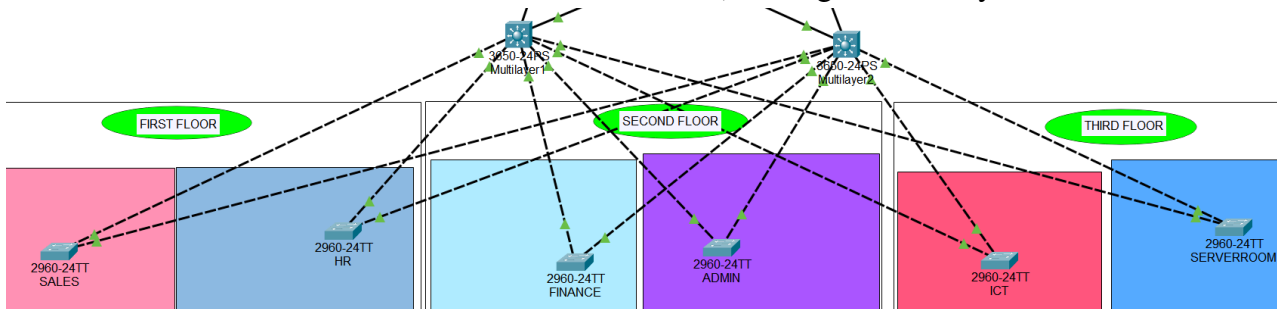 3650-24PS
Multilayer1
3650-24PS
Multilayer2
FIRST FLOOR
SECOND FLOOR
THIRD FLOOR
2960-24TT
SALES
2960-24TT
HR
2960-24TT
FINANCE
2960-24TT
ADMIN
2960-24TT
ICT
2960-24TT
SERVERROOM